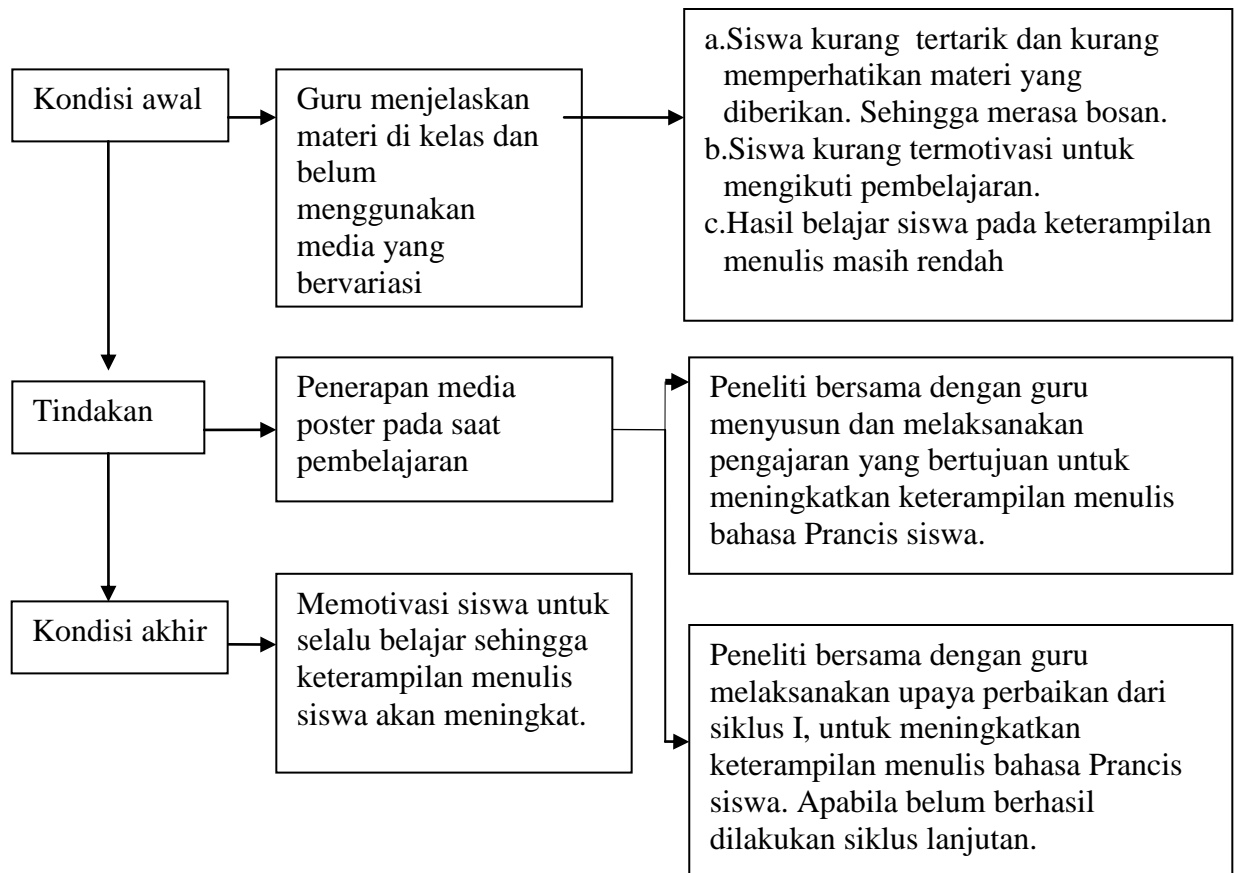 Kondisi awal
Guru menjelaskan
materi di kelas dan
belum
menggunakan
media yang
bervariasi
a.Siswa kurang  tertarik dan kurang
memperhatikan materi yang
diberikan. Sehingga merasa bosan.
b.Siswa kurang termotivasi untuk
mengikuti pembelajaran.
c.Hasil belajar siswa pada keterampilan
menulis masih rendah
Tindakan
Penerapan media
poster pada saat
pembelajaran
Peneliti bersama dengan guru
menyusun dan melaksanakan
pengajaran yang bertujuan untuk
meningkatkan keterampilan menulis
bahasa Prancis siswa.
Kondisi akhir
Memotivasi siswa untuk
selalu belajar sehingga
keterampilan menulis
siswa akan meningkat.
Peneliti bersama dengan guru
melaksanakan upaya perbaikan dari
siklus I, untuk meningkatkan
keterampilan menulis bahasa Prancis
siswa. Apabila belum berhasil
dilakukan siklus lanjutan.